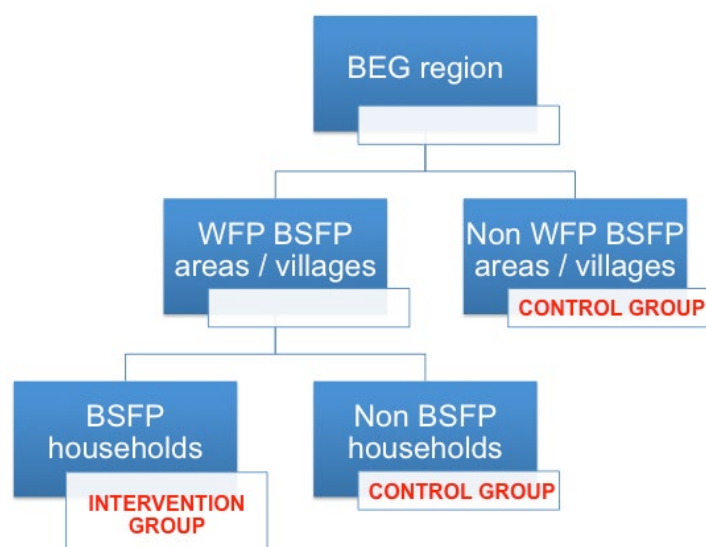 BEG region
WFP BSFP
areas / villages
Non WFP BSFP
areas / villages
CONTROL GROUP
BSFP
households
INTERVENTION
GROUP
Non BSFP
households
CONTROL GROUP